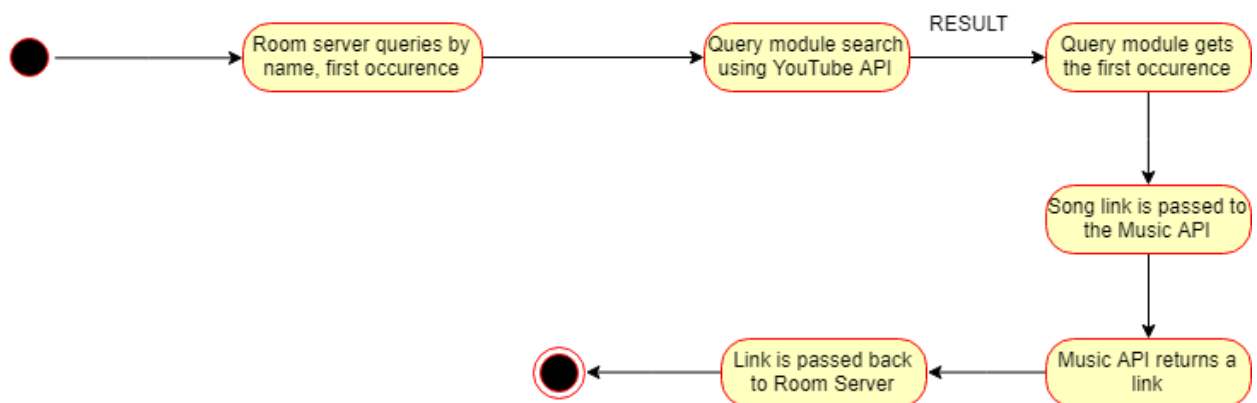 Room server queries by
name, first occurence
Query module search
using YouTube API
RESULT
Query module gets
the first occurence
Song link is passed to
the Music API
Music API returns a
link
Link is passed back
to Room Server